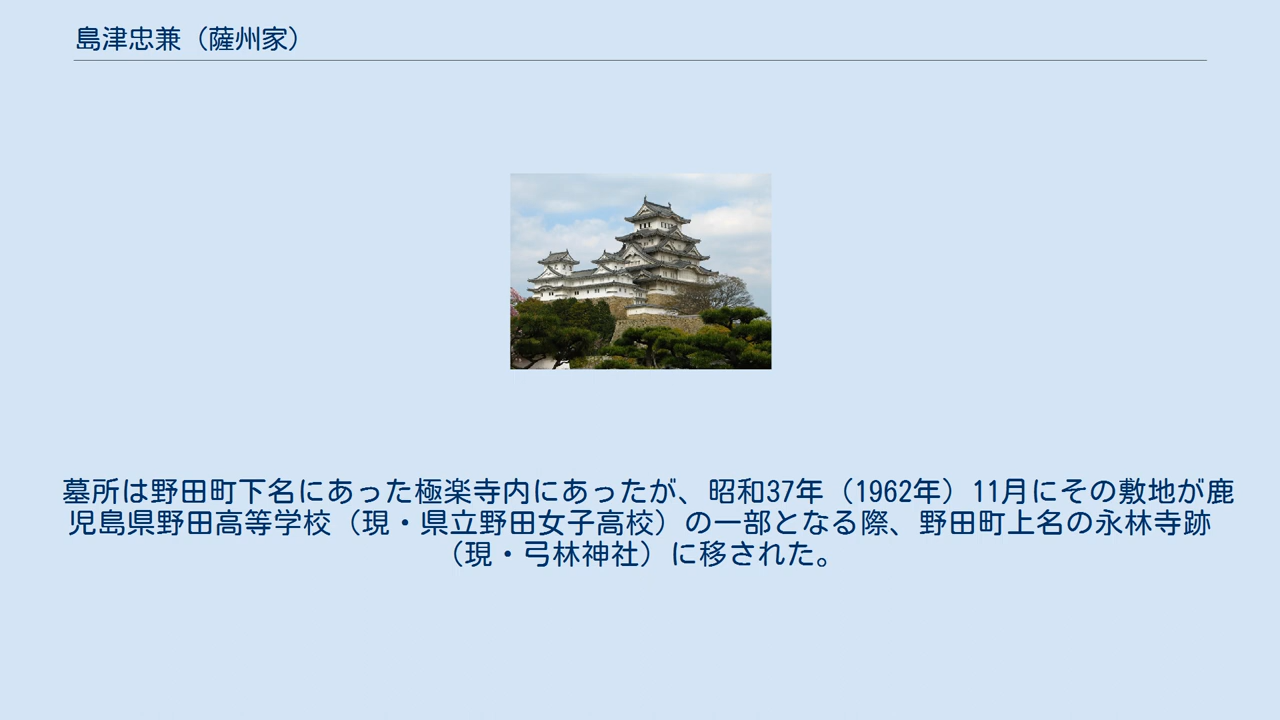 島津忠兼（薩州家）
墓所は野田町下名にあった極楽寺内にあったが、昭和37年（1962年）11月にその敷地が鹿
児島県野田高等学校（現・県立野田女子高校）の一部となる際、野田町上名の永林寺跡
（現・弓林神社）に移された。